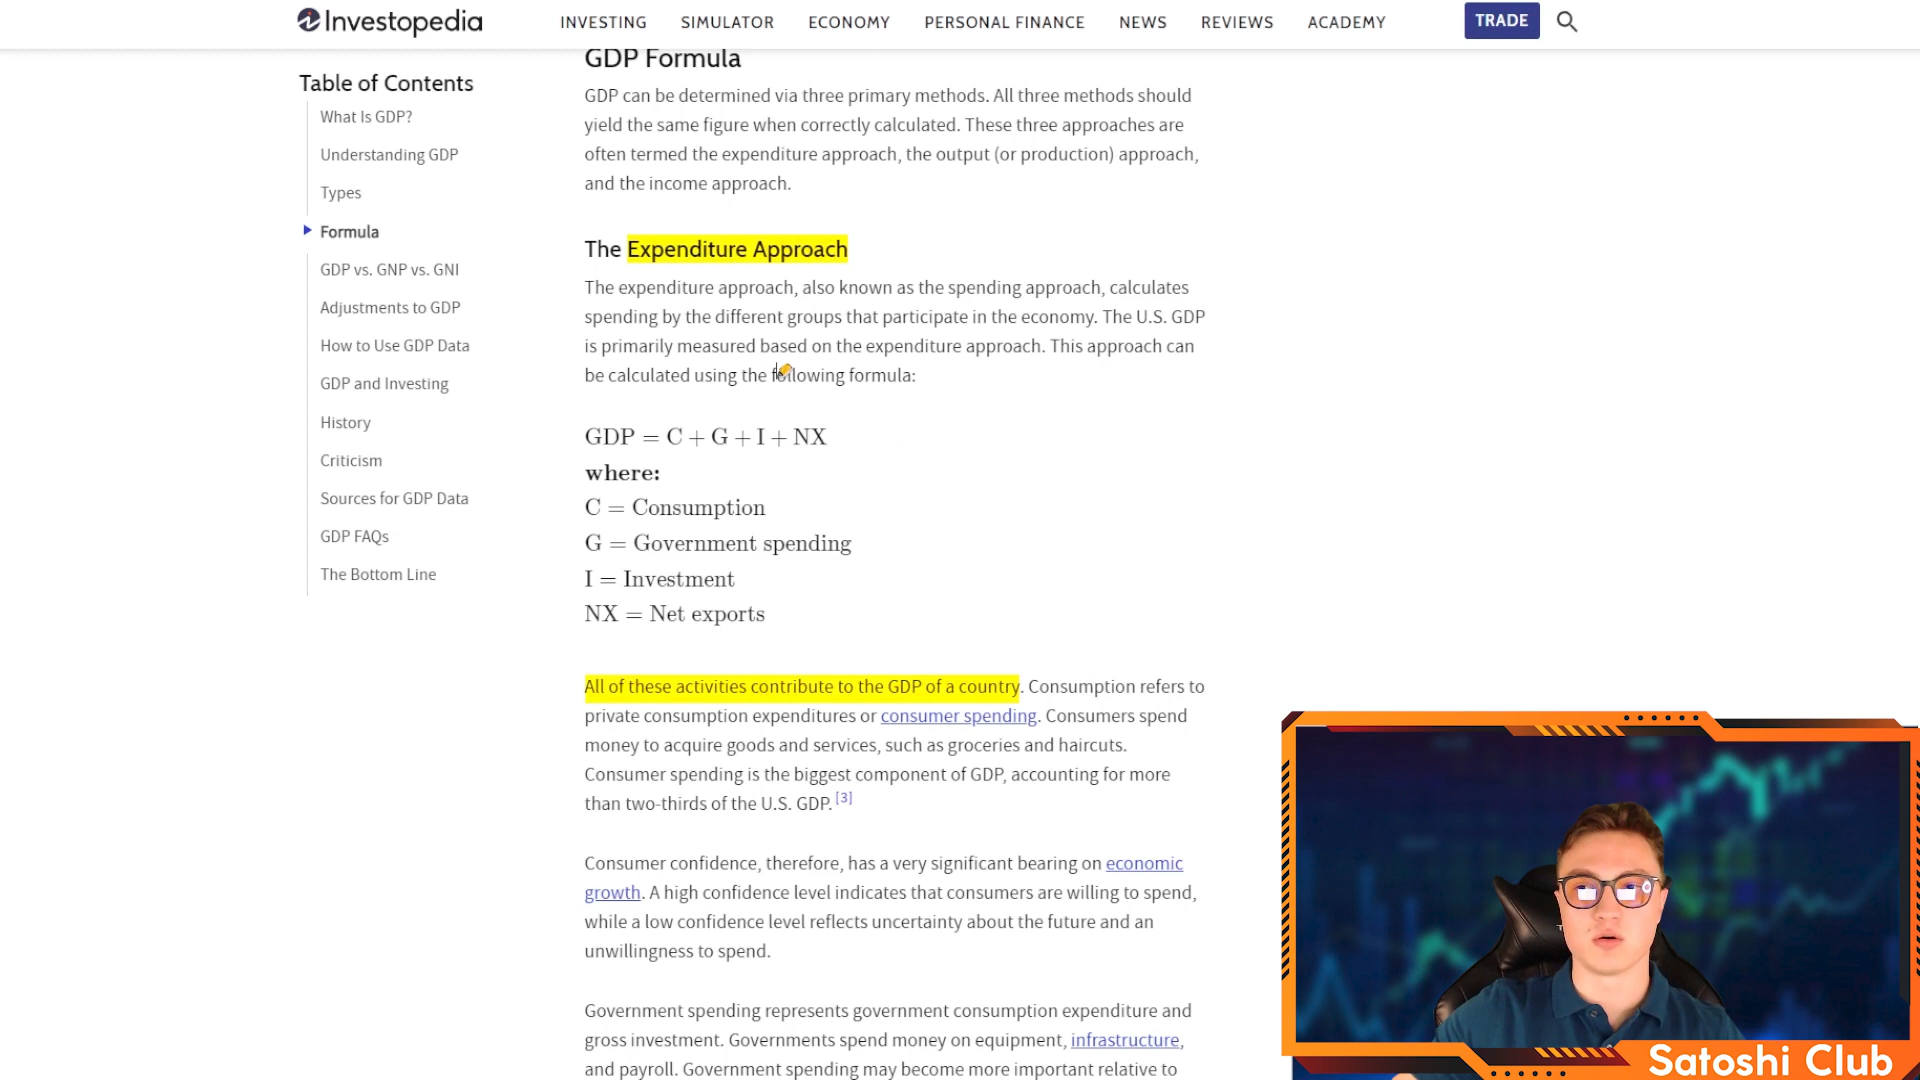 Investopedia
INVESTING SIMULATOR ECONOMY PERSONAL FINANCE NEWS REVIEWS ACADEMY TRADE
Table of Contents
What Is GDP?
Understanding GDP
Types
Formula
GDP vs. GNP vs. GNI
Adjustments to GDP
How to Use GDP Data
GDP and Investing
History
Criticism
Sources for GDP Data
GDP FAQs
The Bottom Line
GDP Formula
GDP can be determined via three primary methods. All three methods should
yield the same figure when correctly calculated. These three approaches are
often termed the expenditure approach, the output (or production) approach,
and the income approach.
The Expenditure Approach
The expenditure approach, also known as the spending approach, calculates
spending by the different groups that participate in the economy. The U.S. GDP
is primarily measured based on the expenditure approach. This approach can
be calculated using the following formula:
GDP = C + G + I + NX
where:
C = Consumption
G = Government spending
I = Investment
NX = Net exports
All of these activities contribute to the GDP of a country. Consumption refers to
private consumption expenditures or consumer spending. Consumers spend
money to acquire goods and services, such as groceries and haircuts.
Consumer spending is the biggest component of GDP, accounting for more
than two-thirds of the U.S. GDP. [3]
Consumer confidence, therefore, has a very significant bearing on economic
growth. A high confidence level indicates that consumers are willing to spend,
while a low confidence level reflects uncertainty about the future and an
unwillingness to spend.
Government spending represents government consumption expenditure and
gross investment. Governments spend money on equipment, infrastructure,
and payroll. Government spending may become more important relative to
Satoshi Club